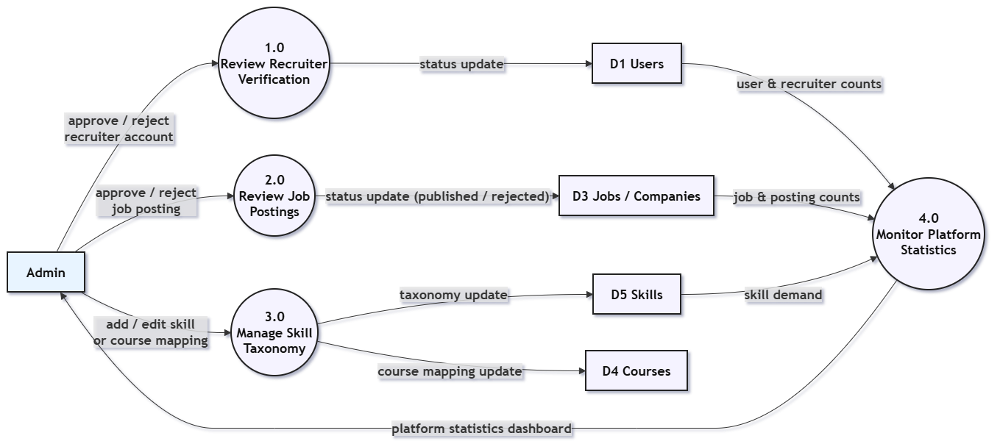 1.0
Review Recruiter
Verification
status update
D1 Users
user & recruiter counts
approve / reject
recruiter account
2.0
Review Job
Postings
approve / reject
job posting
status update (published / rejected)
D3 Jobs / Companies
job & posting counts
4.0
Monitor Platform
Statistics
Admin
add / edit skill
or course mapping
3.0
Manage Skill
Taxonomy
taxonomy update
D5 Skills
skill demand
course mapping update
D4 Courses
platform statistics dashboard